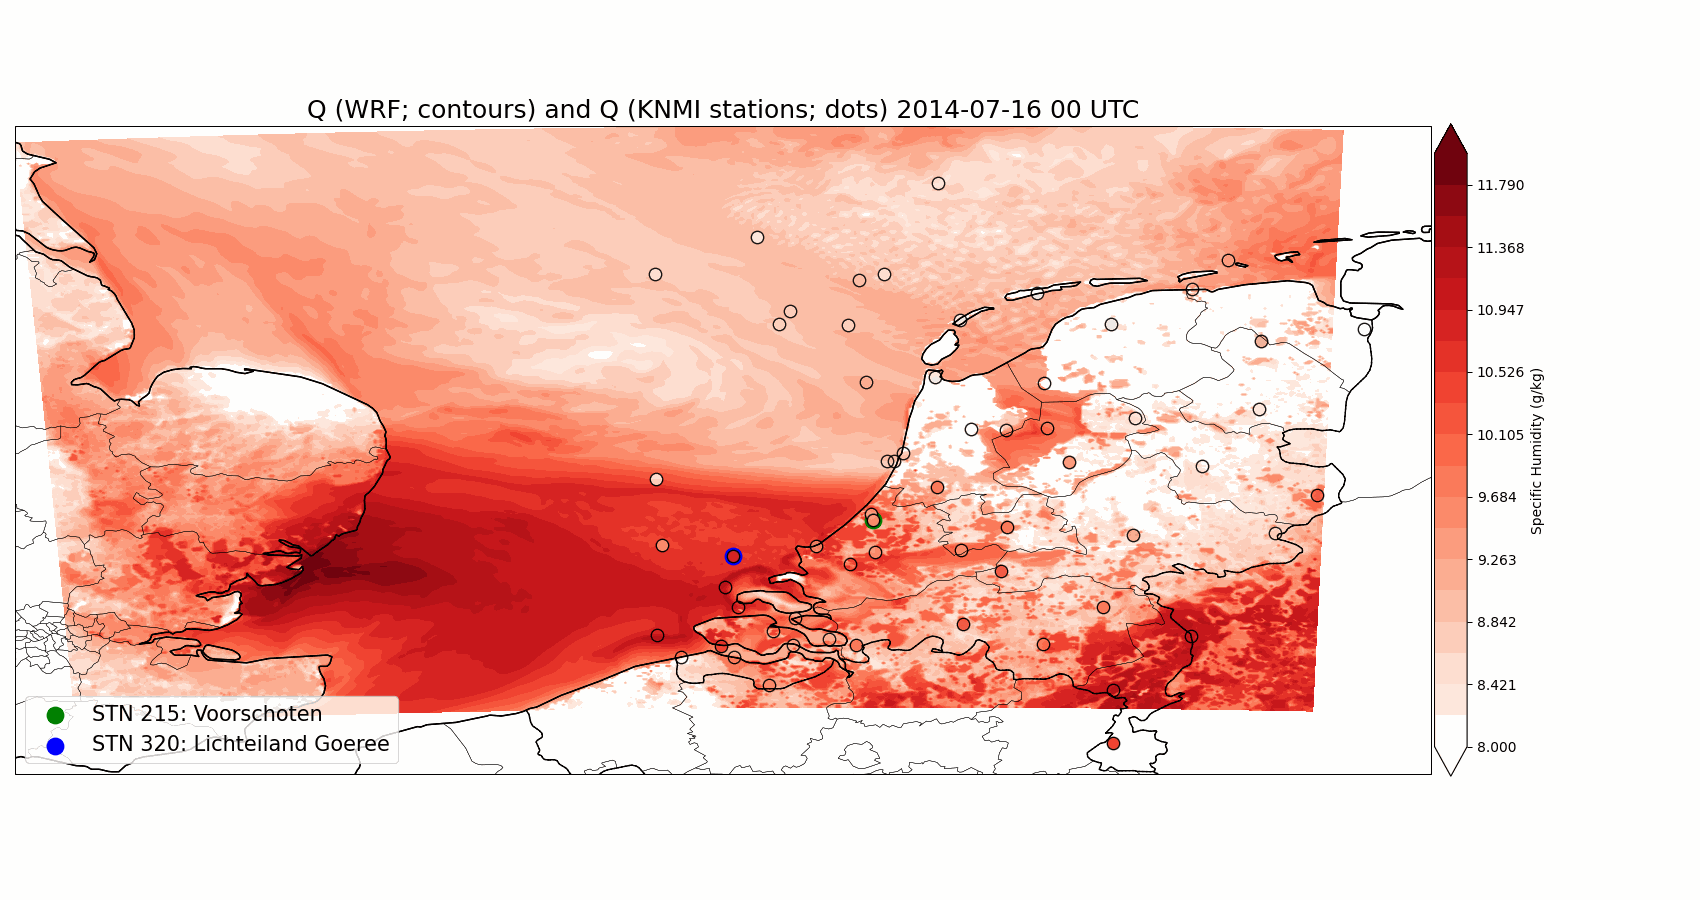 Q (WRF; contours) and Q (KNMI stations; dots) 2014-07-16 00 UTC
11.790
11.368
10.947
10.526
10.105
9.684
9.263
8.842
8.421
8.000
Specific Humidity (g/kg)
STN 215: Voorschoten
STN 320: Lichteiland Goeree